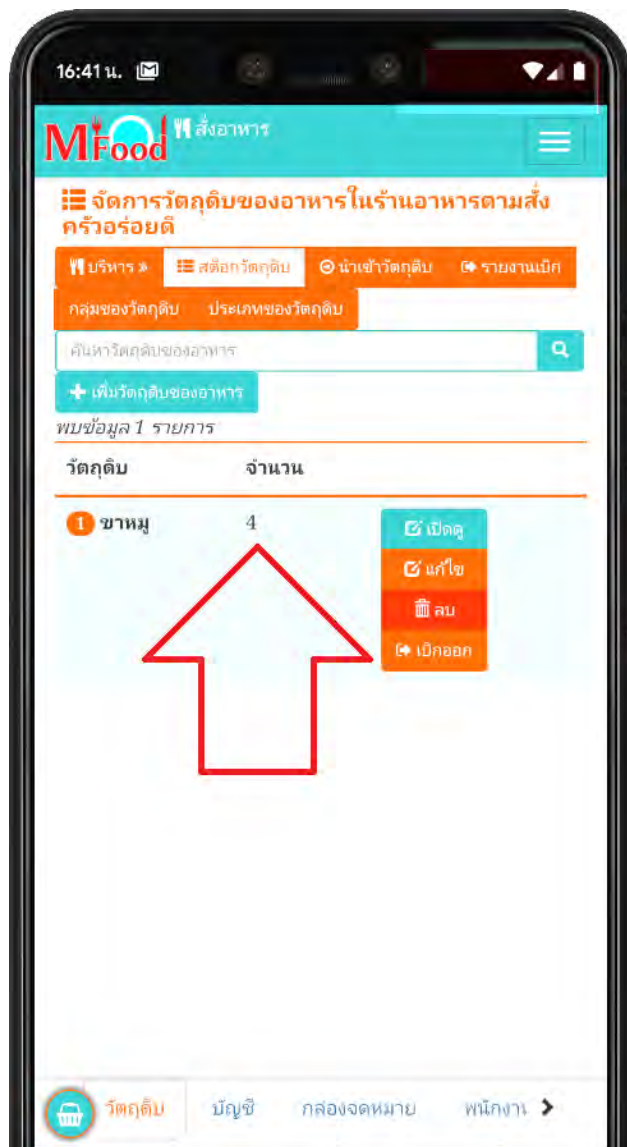 16:41 น.
MFood สั่งอาหาร
จัดการวัตถุดิบของอาหารในร้านอาหารตามสั่ง
ครัวอร่อยดี
บริหาร » สต็อกวัตถุดิบ นำเข้าวัตถุดิบ รายงานเบิก
กลุ่มของวัตถุดิบ ประเภทของวัตถุดิบ
ค้นหาวัตถุดิบของอาหาร
เพิ่มวัตถุดิบของอาหาร
พบข้อมูล 1 รายการ
วัตถุดิบ จำนวน
1 ขาหมู 4 เปิดดู
แก้ไข
ลบ
เบิกออก
วัตถุดิบ บัญชี กล่องจดหมาย พนักงาน